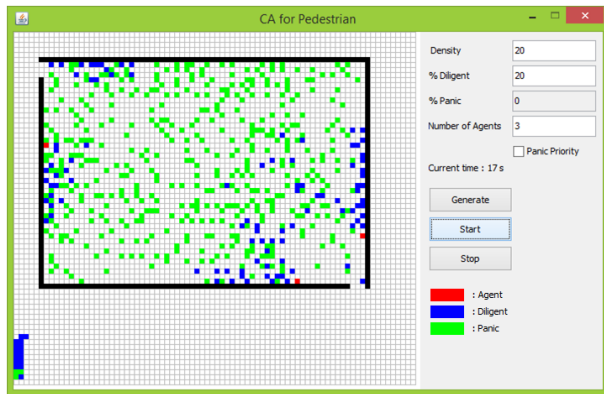 CA for Pedestrian
Density 20
% Diligent 20
% Panic 0
Number of Agents 3
Panic Priority
Current time : 17 s
Generate
Start
Stop
: Agent
: Diligent
: Panic